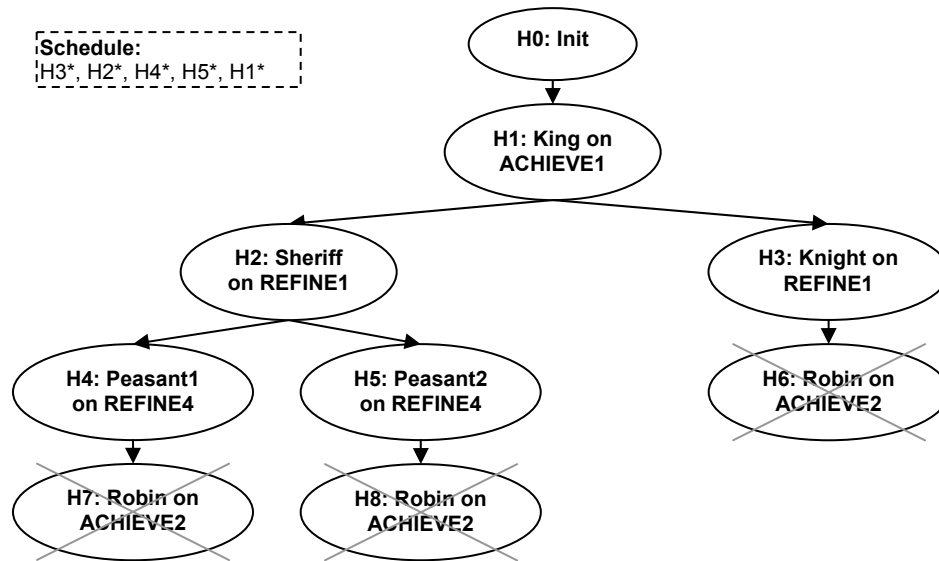 Schedule:
H3*, H2*, H4*, H5*, H1*
H0: Init
H1: King on
ACHIEVE1
H2: Sheriff
on REFINE1
H3: Knight on
REFINE1
H4: Peasant1
on REFINE4
H5: Peasant2
on REFINE4
H6: Robin on
ACHIEVE2
H7: Robin on
ACHIEVE2
H8: Robin on
ACHIEVE2